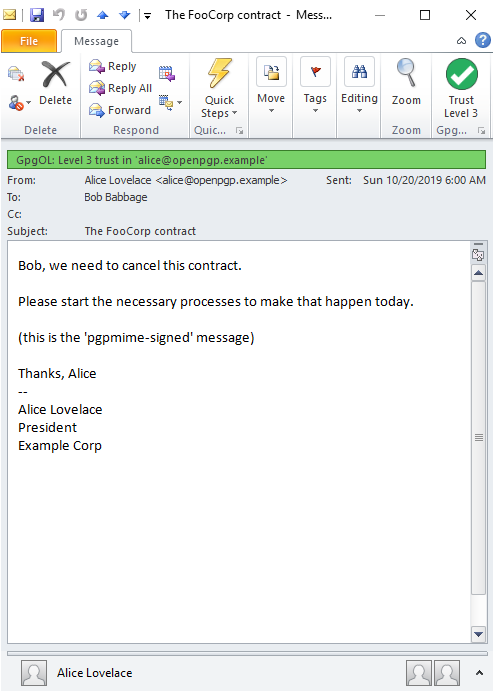 The FooCorp contract - Mess...
File
Message
Delete
Reply
Reply All
Forward
Quick Steps
Move
Tags
Editing
Zoom
Trust Level 3
Delete
Respond
Quic...
Zoom
Gpg...
GpgOL: Level 3 trust in 'alice@openpgp.example'
From: Alice Lovelace <alice@openpgp.example> Sent: Sun 10/20/2019 6:00 AM
To: Bob Babbage
Cc:
Subject: The FooCorp contract
Bob, we need to cancel this contract.
Please start the necessary processes to make that happen today.
(this is the 'pgpmime-signed' message)
Thanks, Alice
--
Alice Lovelace
President
Example Corp
Alice Lovelace